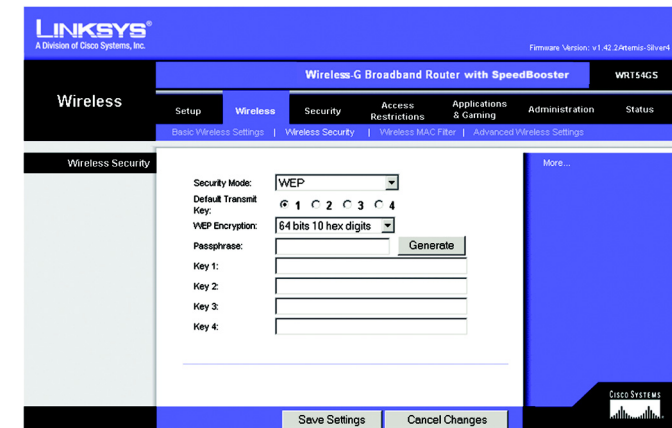 LINKSYS®
A Division of Cisco Systems, Inc.
Firmware Version: v1.42.2Artemis-Silver4
Wireless-G Broadband Router with SpeedBooster WRT54GS
Wireless
Setup Wireless Security Access Restrictions Applications & Gaming Administration Status
Basic Wireless Settings | Wireless Security | Wireless MAC Filter | Advanced Wireless Settings
Wireless Security
More...
Security Mode: WEP
Default Transmit Key: 1 2 3 4
WEP Encryption: 64 bits 10 hex digits
Passphrase: Generate
Key 1:
Key 2:
Key 3:
Key 4:
CISCO SYSTEMS
Save Settings Cancel Changes